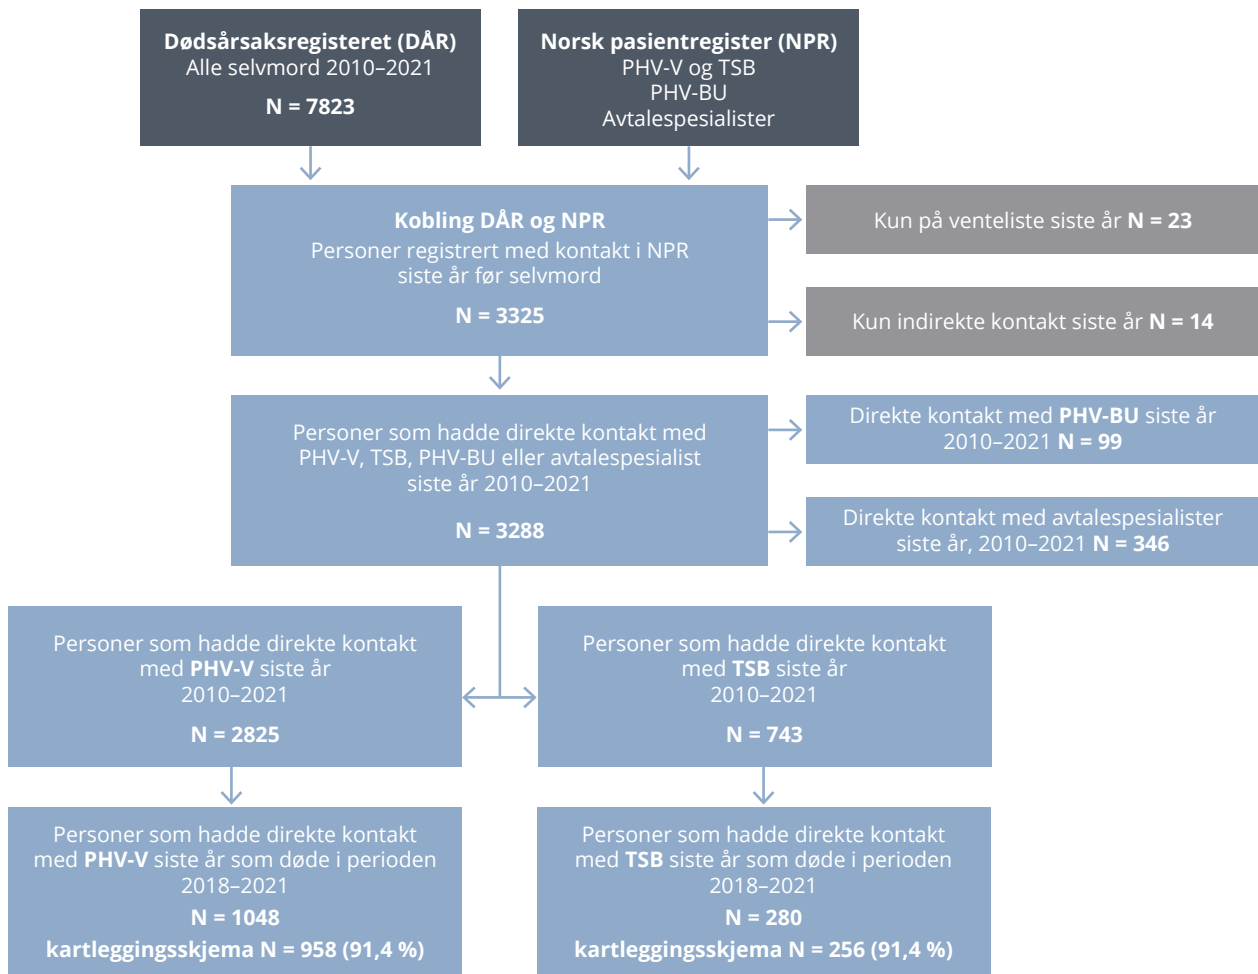 Dødsårsaksregisteret (DÅR)
Alle selvmord 2010–2021
N = 7823
Norsk pasientregister (NPR)
PHV-V og TSB
PHV-BU
Avtalespesialister
Kobling DÅR og NPR
Personer registrert med kontakt i NPR
siste år før selvmord
N = 3325
Kun på venteliste siste år N = 23
Kun indirekte kontakt siste år N = 14
Personer som hadde direkte kontakt med
PHV-V, TSB, PHV-BU eller avtalespesialist
siste år 2010–2021
N = 3288
Direkte kontakt med PHV-BU siste år
2010–2021 N = 99
Direkte kontakt med avtalespesialister
siste år, 2010–2021 N = 346
Personer som hadde direkte kontakt
med PHV-V siste år
2010–2021
N = 2825
Personer som hadde direkte kontakt
med TSB siste år
2010–2021
N = 743
Personer som hadde direkte kontakt
med PHV-V siste år som døde i perioden
2018–2021
N = 1048
kartleggingsskjema N = 958 (91,4 %)
Personer som hadde direkte kontakt
med TSB siste år som døde i perioden
2018–2021
N = 280
kartleggingsskjema N = 256 (91,4 %)